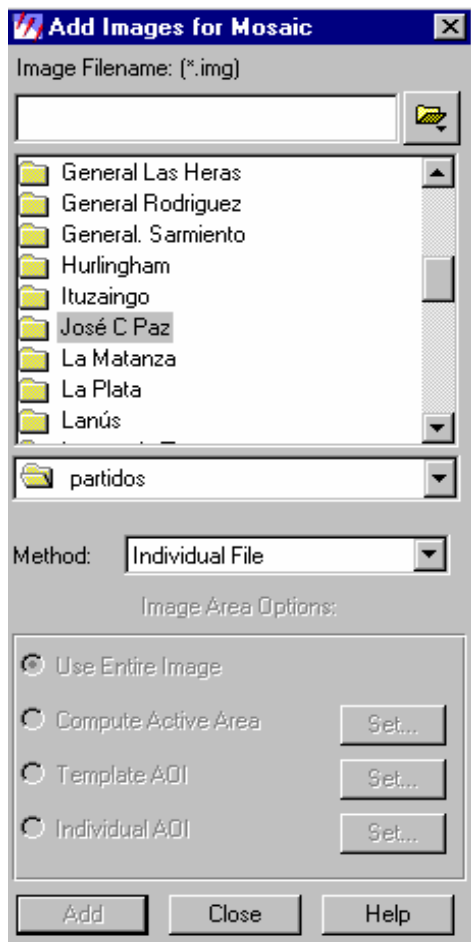 Add Images for Mosaic
Image Filename: (*.img)
General Las Heras
General Rodriguez
General. Sarmiento
Hurlingham
Ituzaingo
José C Paz
La Matanza
La Plata
Lanús
partidos
Method: Individual File
Image Area Options:
Use Entire Image
Compute Active Area Set...
Template AOI Set...
Individual AOI Set...
Add Close Help